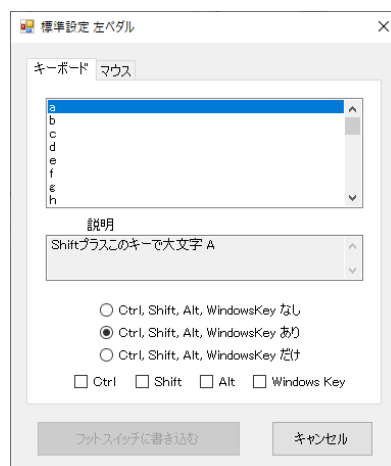 標準設定 左ペダル
キーボード マウス
a
b
c
d
e
f
g
h
説明
Shiftプラスこのキーで大文字 A
Ctrl, Shift, Alt, WindowsKey なし
Ctrl, Shift, Alt, WindowsKey あり
Ctrl, Shift, Alt, WindowsKey だけ
Ctrl Shift Alt Windows Key
フットスイッチに書き込む キャンセル